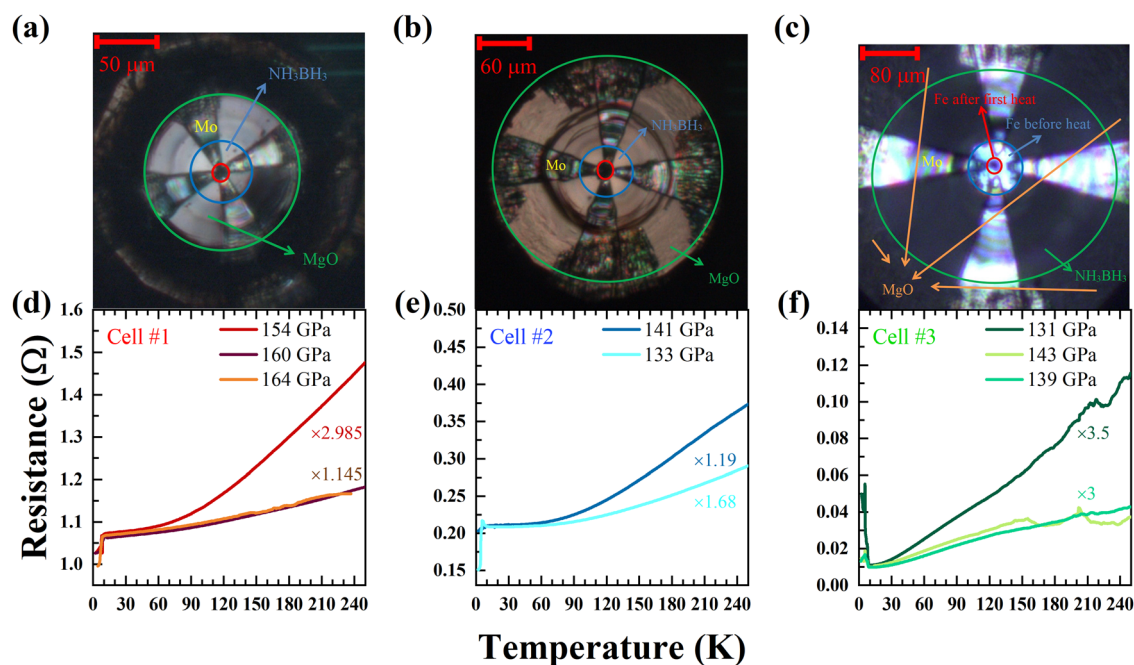 (a)
50 μm
NH₃BH₃
Mo
MgO
(b)
60 μm
NH₃BH₃
Mo
MgO
(c)
80 μm
Fe after first heat
Fe before heat
Mo
MgO
NH₃BH₃
(d)
1.6
1.5
1.4
1.3
1.2
1.1
1.0
Cell #1
154 GPa
160 GPa
164 GPa
×2.985
×1.145
0 30 60 90 120 150 180 210 240
(e)
0.50
0.45
0.40
0.35
0.30
0.25
0.20
0.15
Cell #2
141 GPa
133 GPa
×1.19
×1.68
0 30 60 90 120 150 180 210 240
(f)
0.14
0.12
0.10
0.08
0.06
0.04
0.02
0.00
Cell #3
131 GPa
143 GPa
139 GPa
×3.5
×3
0 30 60 90 120 150 180 210 240
Resistance (Ω)
Temperature (K)